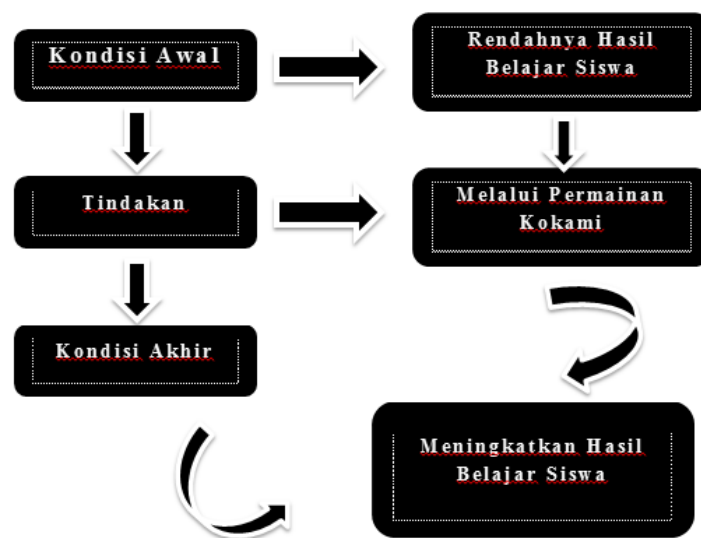 Kondisi Awal
Rendahnya Hasil
Belajar Siswa
Tindakan
Melalui Permainan
Kokami
Kondisi Akhir
Meningkatkan Hasil
Belajar Siswa